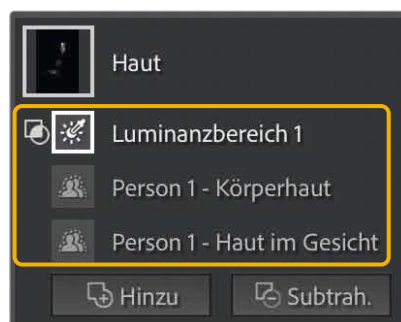 Haut
Luminanzbereich 1
Person 1 - Körperhaut
Person 1 - Haut im Gesicht
Hinzu Subtrah.